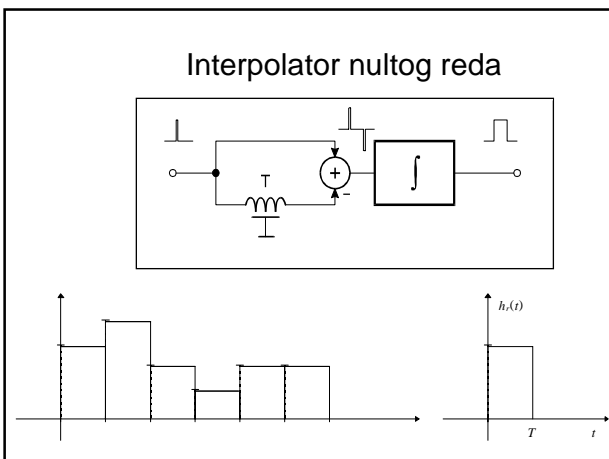 Interpolator nultog reda
T
+
−
∫
h_r(t)
T
t